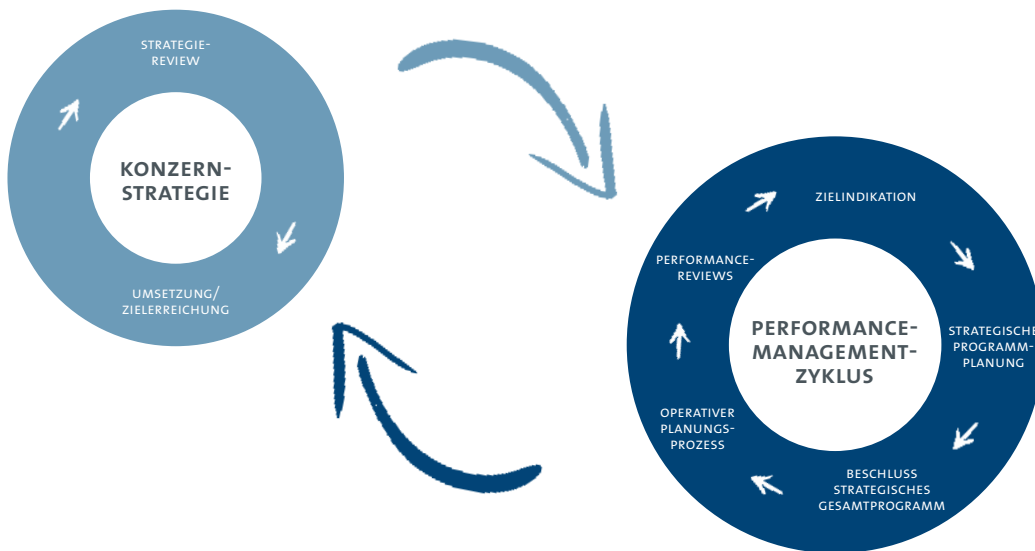 STRATEGIE-
REVIEW
KONZERN-
STRATEGIE
UMSETZUNG/
ZIELERREICHUNG
ZIELINDIKATION
PERFORMANCE-
REVIEWS
PERFORMANCE-
MANAGEMENT-
ZYKLUS
STRATEGISCHE
PROGRAMM-
PLANUNG
OPERATIVER
PLANUNGS-
PROZESS
BESCHLUSS
STRATEGISCHES
GESAMTPROGRAMM